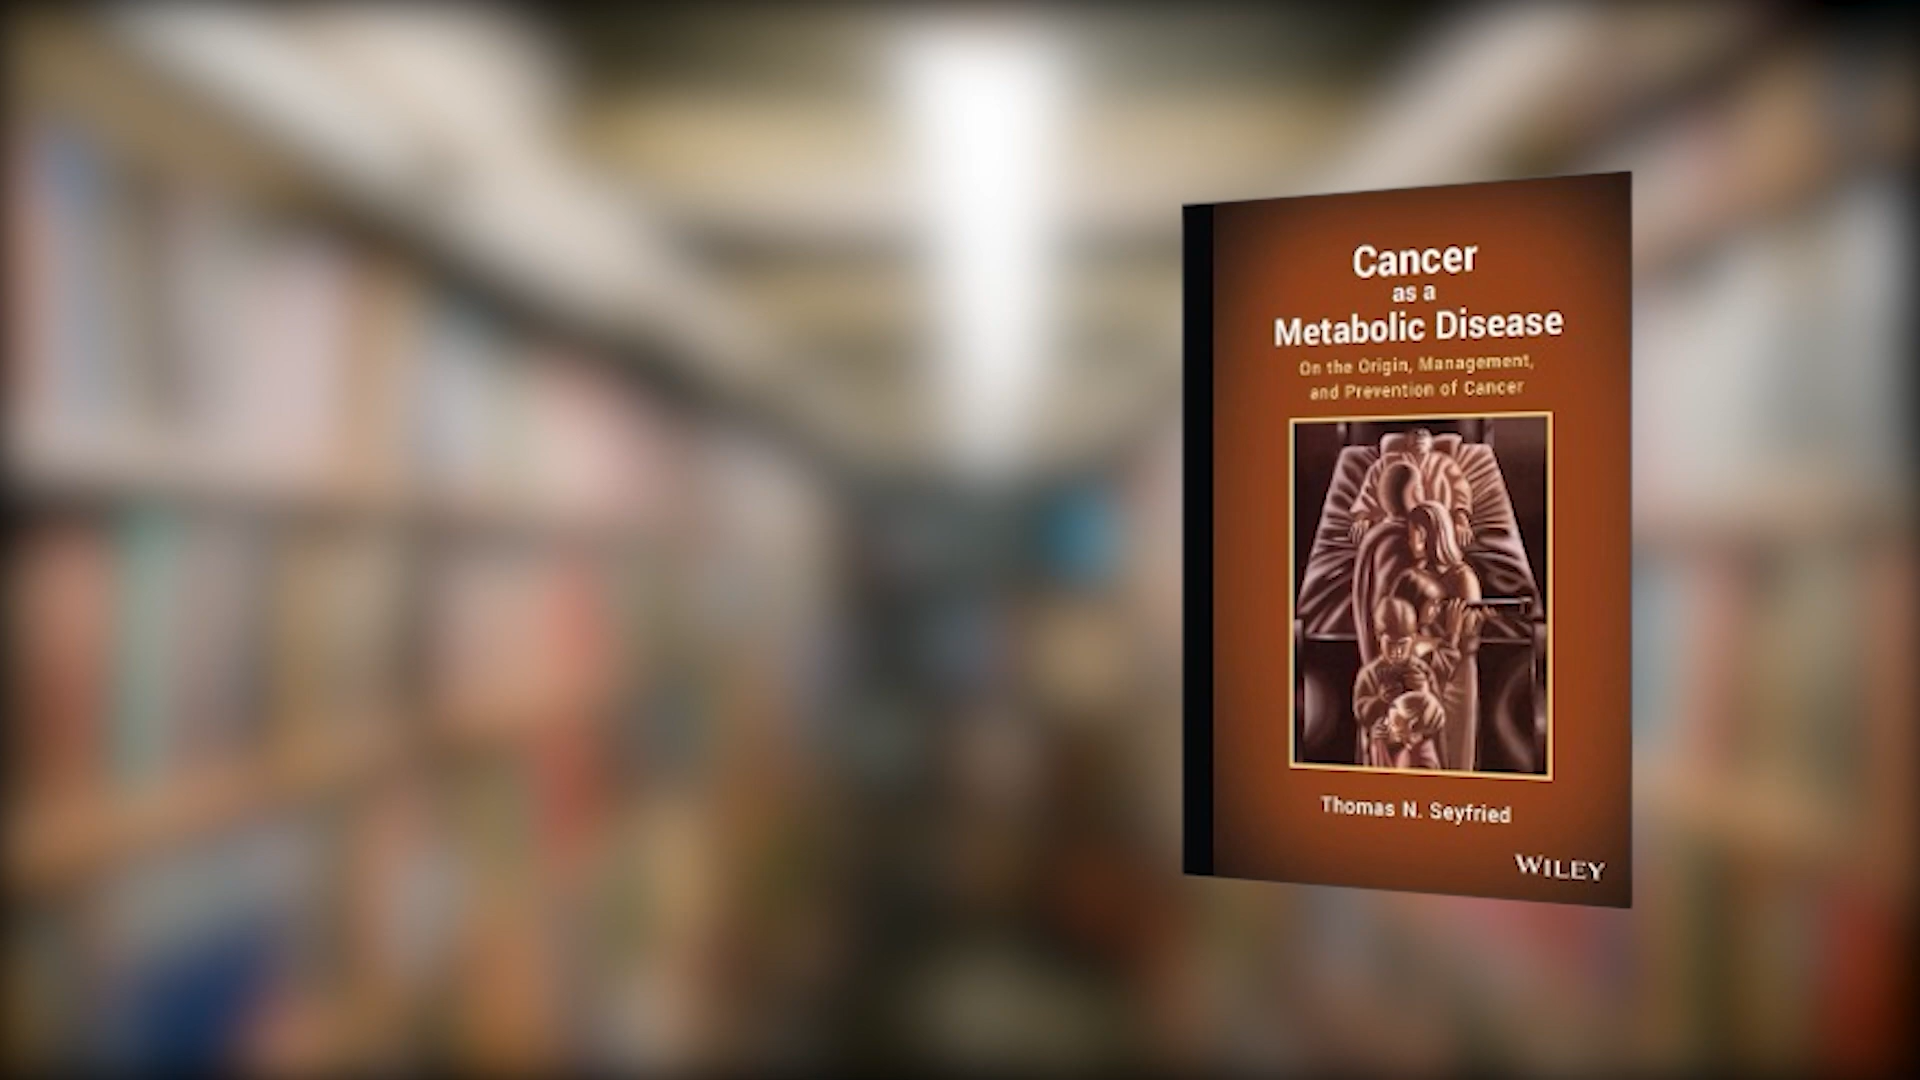 Cancer
as a
Metabolic Disease
On the Origin, Management,
and Prevention of Cancer
Thomas N. Seyfried
WILEY